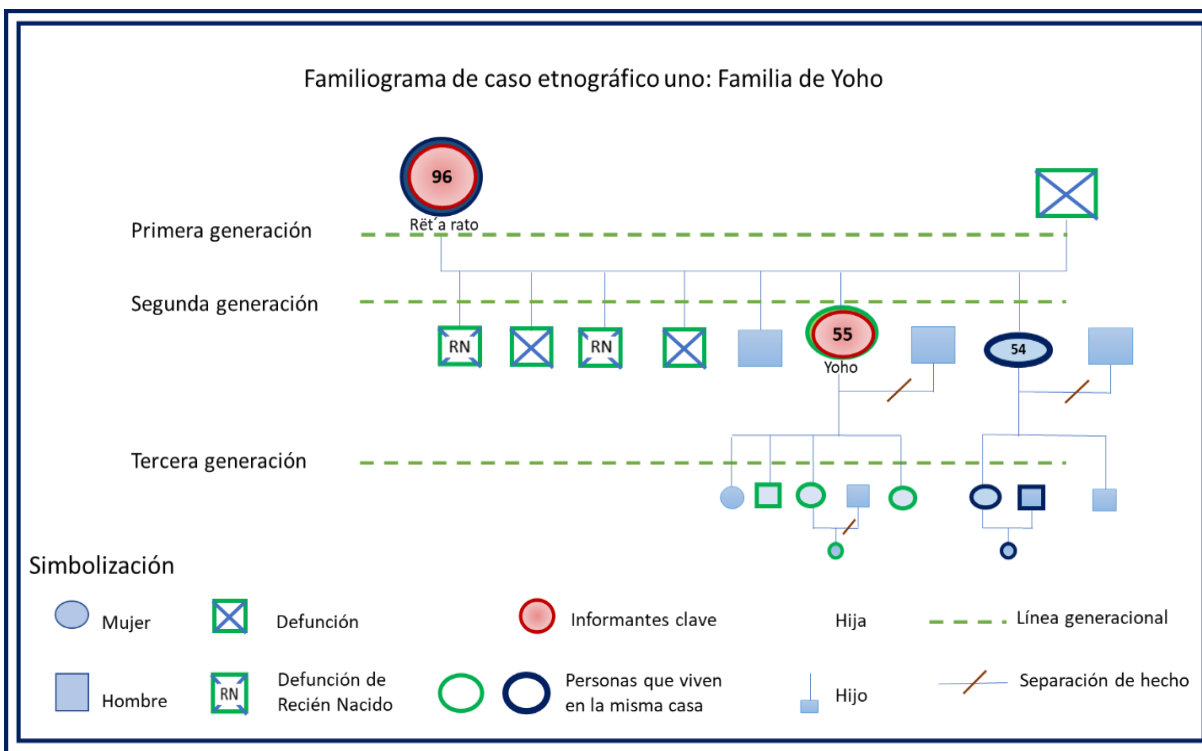 Familiograma de caso etnográfico uno: Familia de Yoho
96
Rët´a rato
Primera generación
Segunda generación
RN
RN
55
54
Yoho
Tercera generación
Simbolización
Mujer
Defunción
Informantes clave
Hija
Línea generacional
Hombre
RN
Defunción de
Recién Nacido
Personas que viven
en la misma casa
Hijo
Separación de hecho